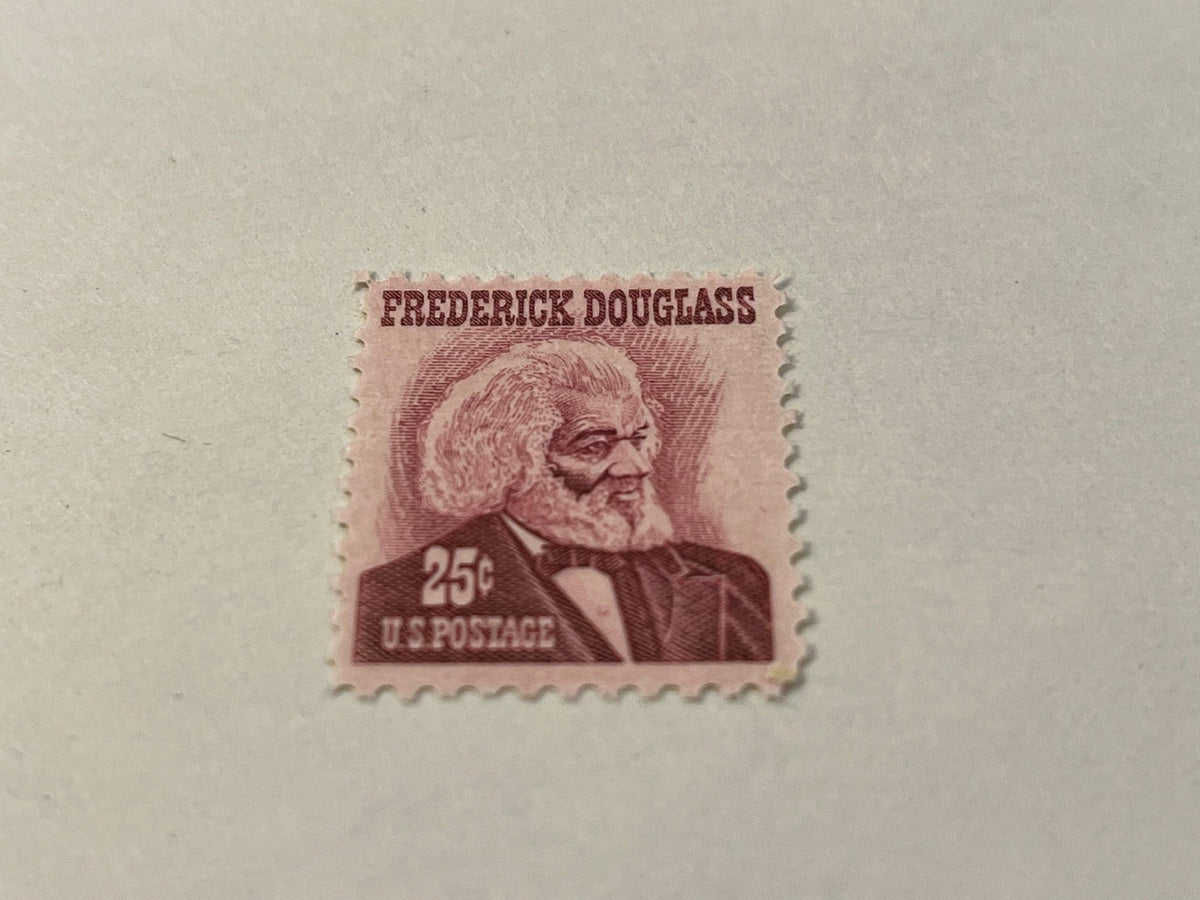 FREDERICK DOUGLASS
25¢
U.S. POSTAGE